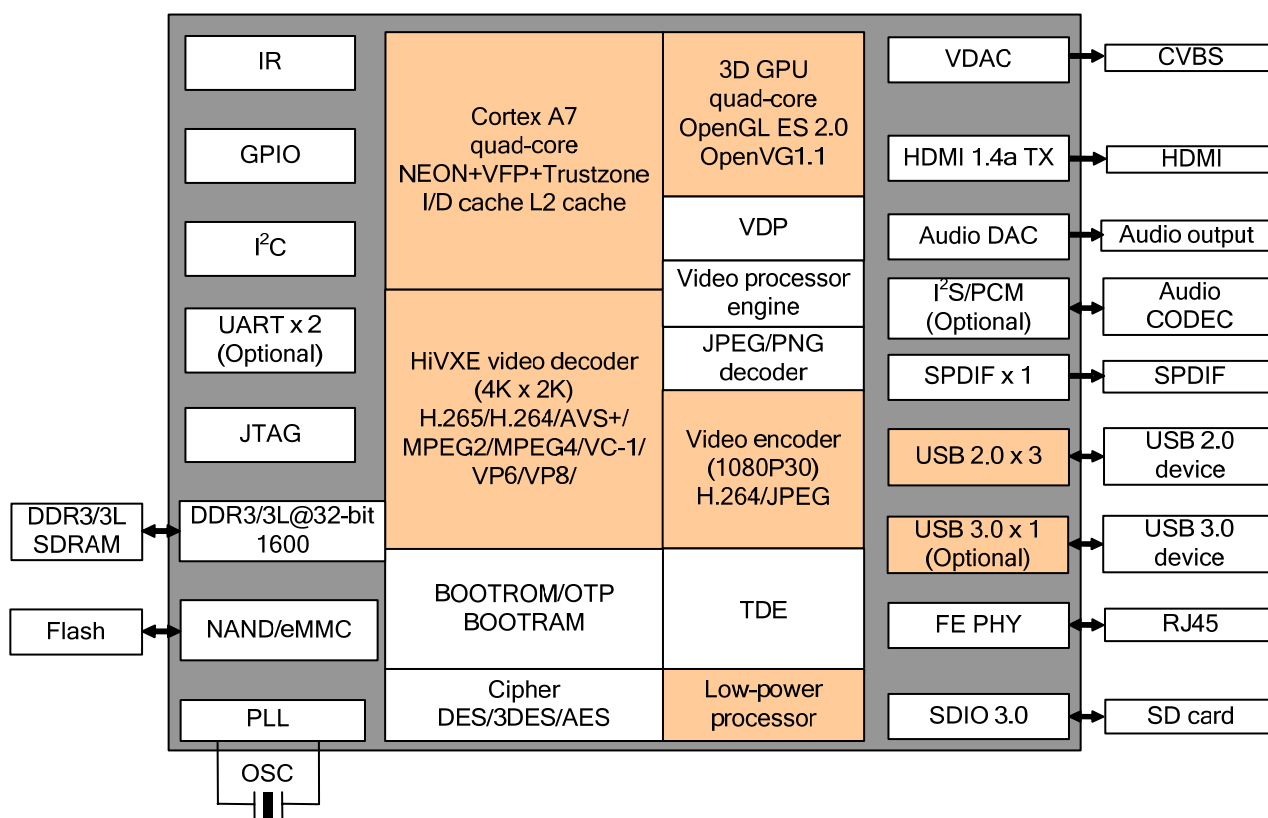 IR
GPIO
I²C
UART x 2
(Optional)
JTAG
DDR3/3L
SDRAM
DDR3/3L@32-bit
1600
Flash
NAND/eMMC
PLL
OSC
Cortex A7
quad-core
NEON+VFP+Trustzone
I/D cache L2 cache
HiVXE video decoder
(4K x 2K)
H.265/H.264/AVS+/
MPEG2/MPEG4/VC-1/
VP6/VP8/
BOOTROM/OTP
BOOTRAM
Cipher
DES/3DES/AES
3D GPU
quad-core
OpenGL ES 2.0
OpenVG1.1
VDP
Video processor
engine
JPEG/PNG
decoder
Video encoder
(1080P30)
H.264/JPEG
TDE
Low-power
processor
VDAC
CVBS
HDMI 1.4a TX
HDMI
Audio DAC
Audio output
I²S/PCM
(Optional)
Audio
CODEC
SPDIF x 1
SPDIF
USB 2.0 x 3
USB 2.0
device
USB 3.0 x 1
(Optional)
USB 3.0
device
FE PHY
RJ45
SDIO 3.0
SD card